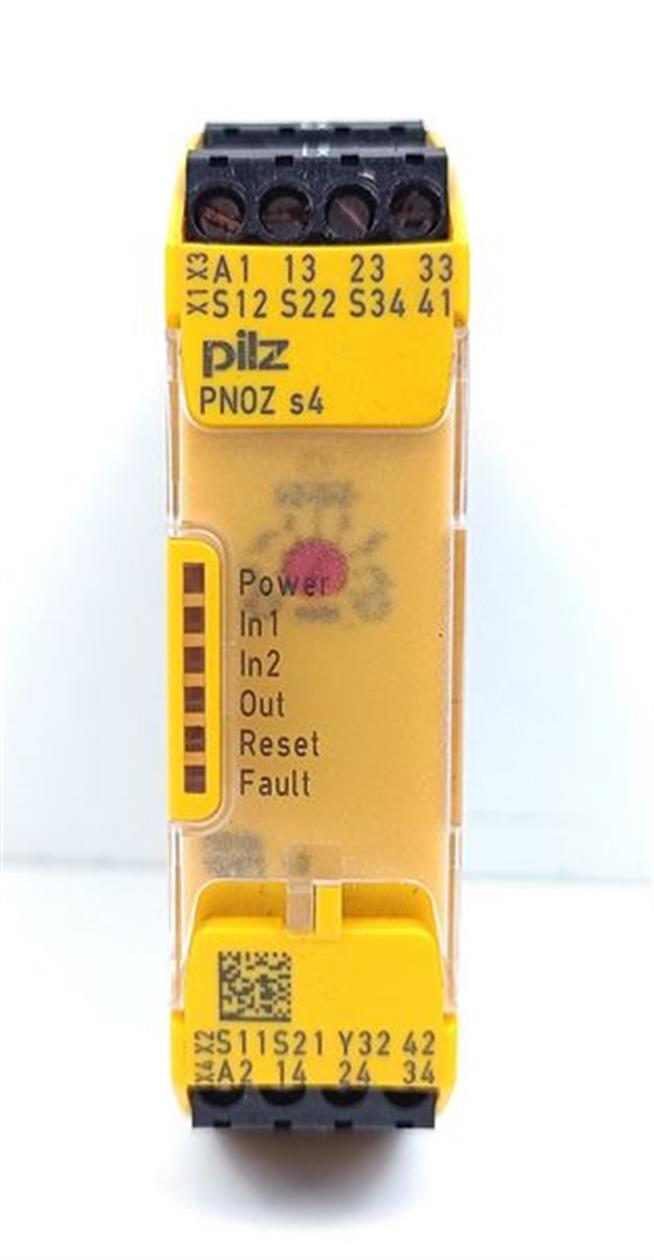 X3 A1 13 23 33
X1 S12 S22 S34 41
pilz
PNOZ s4
Power
In1
In2
Out
Reset
Fault
X2 S11 S21 Y32 42
X4 A2 14 24 34